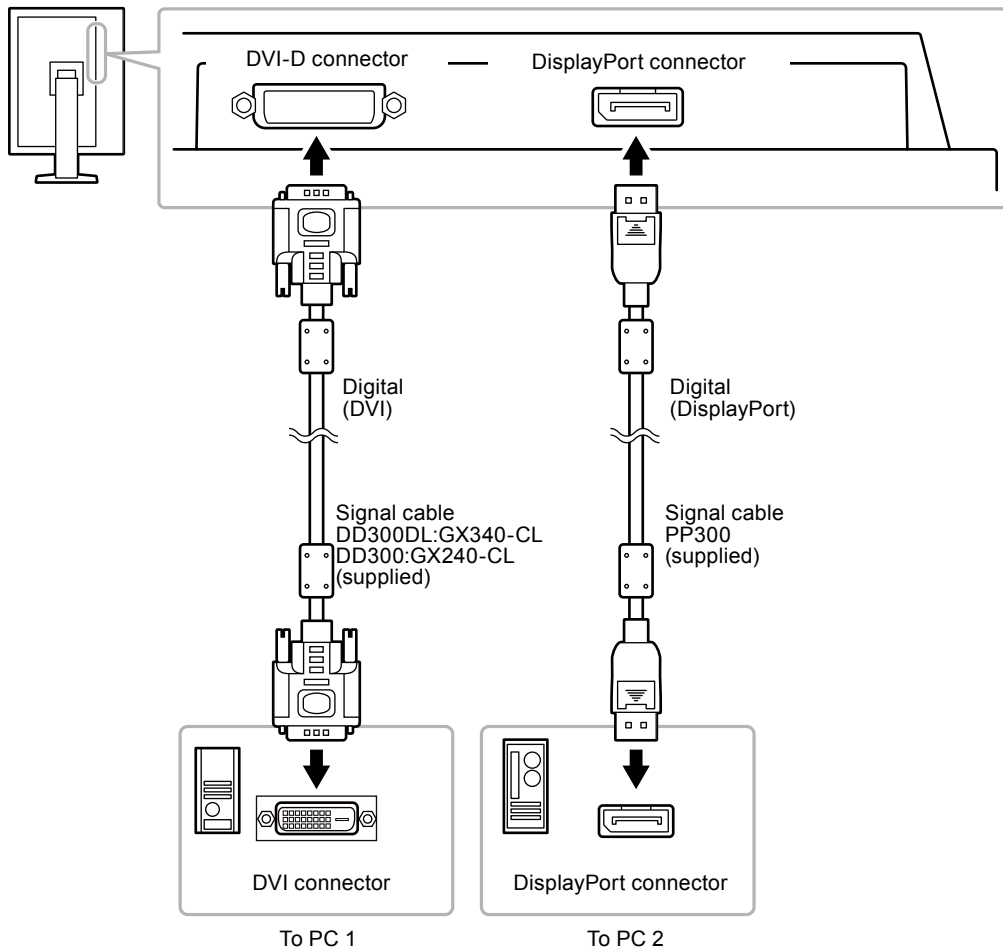 DVI-D connector
DisplayPort connector
Digital
(DVI)
Digital
(DisplayPort)
Signal cable
DD300DL:GX340-CL
DD300:GX240-CL
(supplied)
Signal cable
PP300
(supplied)
DVI connector
DisplayPort connector
To PC 1
To PC 2